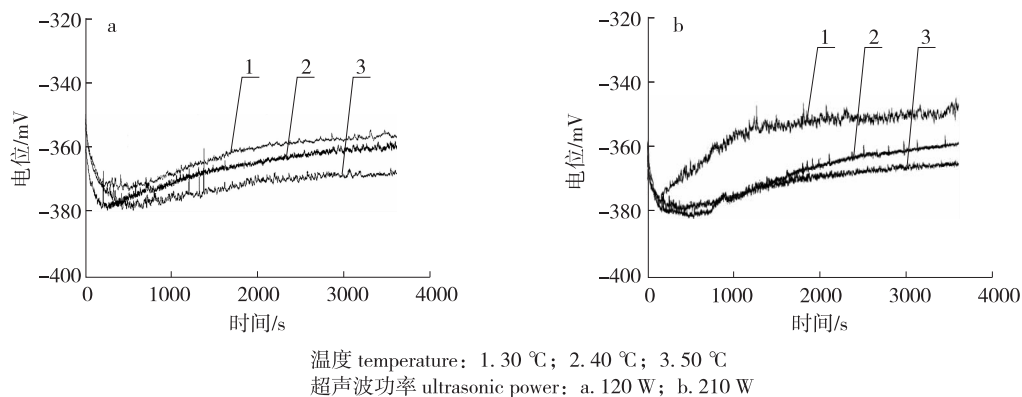 a
−320
−340
−360
−380
−400
电位/mV
1 2 3
0 1000 2000 3000 4000
时间/s
b
−320
−340
−360
−380
−400
电位/mV
1 2 3
0 1000 2000 3000 4000
时间/s
温度 temperature：1. 30 ℃；2. 40 ℃；3. 50 ℃
超声波功率 ultrasonic power：a. 120 W；b. 210 W